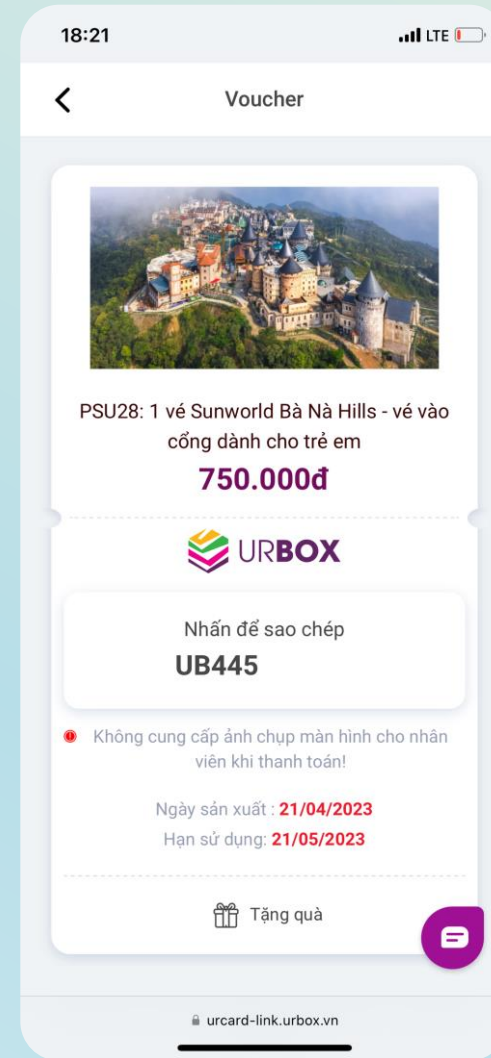 18:21
LTE
Voucher
PSU28: 1 vé Sunworld Bà Nà Hills - vé vào
cổng dành cho trẻ em
750.000đ
URBOX
Nhấn để sao chép
UB445
Không cung cấp ảnh chụp màn hình cho nhân
viên khi thanh toán!
Ngày sản xuất : 21/04/2023
Hạn sử dụng: 21/05/2023
Tặng quà
urcard-link.urbox.vn